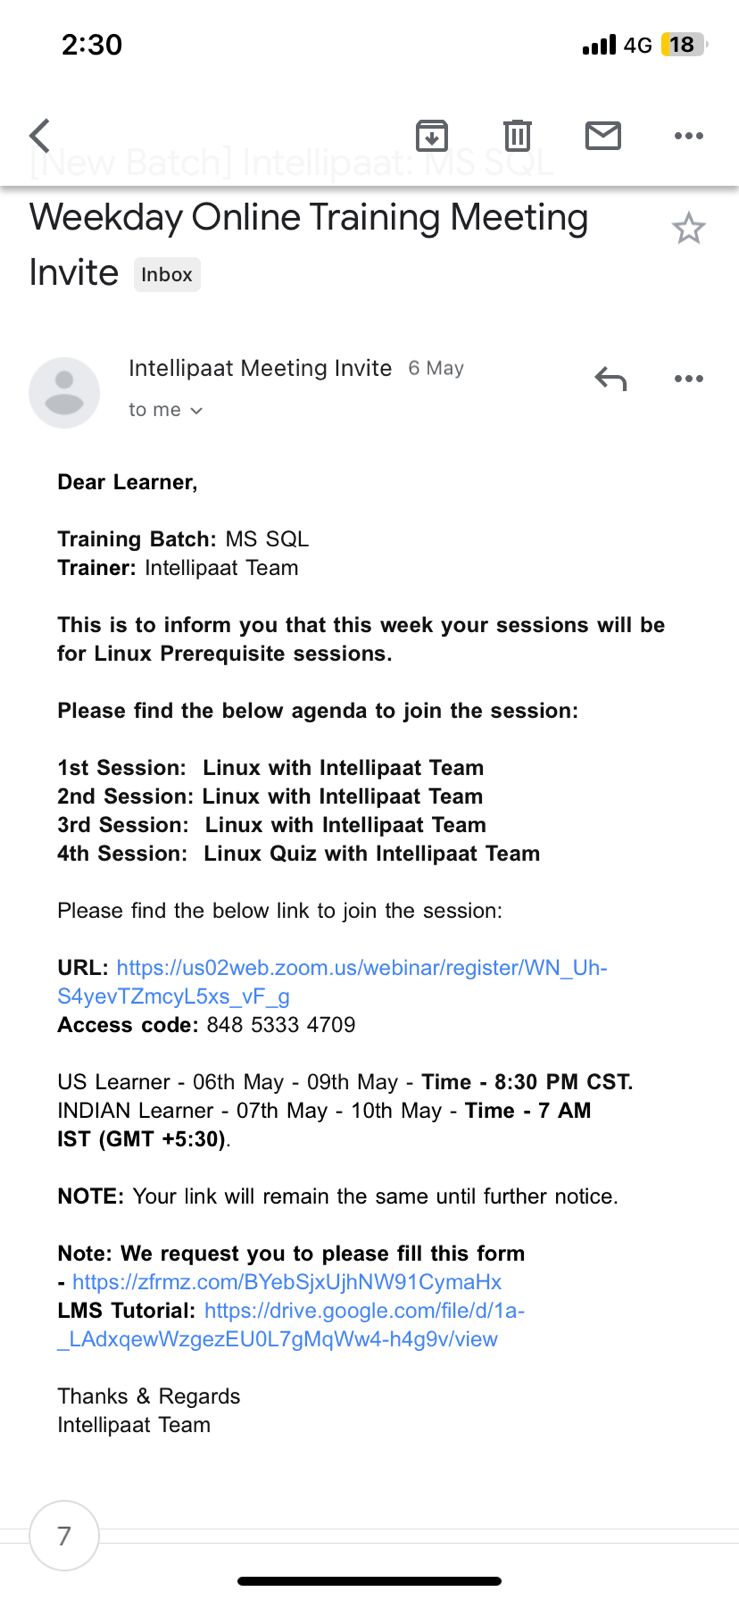 2:30
4G 18
[New Batch] Intellipaat: MS SQL
Weekday Online Training Meeting
Invite Inbox
Intellipaat Meeting Invite 6 May
to me
Dear Learner,
Training Batch: MS SQL
Trainer: Intellipaat Team
This is to inform you that this week your sessions will be
for Linux Prerequisite sessions.
Please find the below agenda to join the session:
1st Session: Linux with Intellipaat Team
2nd Session: Linux with Intellipaat Team
3rd Session: Linux with Intellipaat Team
4th Session: Linux Quiz with Intellipaat Team
Please find the below link to join the session:
URL: https://us02web.zoom.us/webinar/register/WN_Uh-
S4yevTZmcyL5xs_vF_g
Access code: 848 5333 4709
US Learner - 06th May - 09th May - Time - 8:30 PM CST.
INDIAN Learner - 07th May - 10th May - Time - 7 AM
IST (GMT +5:30).
NOTE: Your link will remain the same until further notice.
Note: We request you to please fill this form
- https://zfrmz.com/BYebSjxUjhNW91CymaHx
LMS Tutorial: https://drive.google.com/file/d/1a-
_LAdxqewWzgezEU0L7gMqWw4-h4g9v/view
Thanks & Regards
Intellipaat Team
7